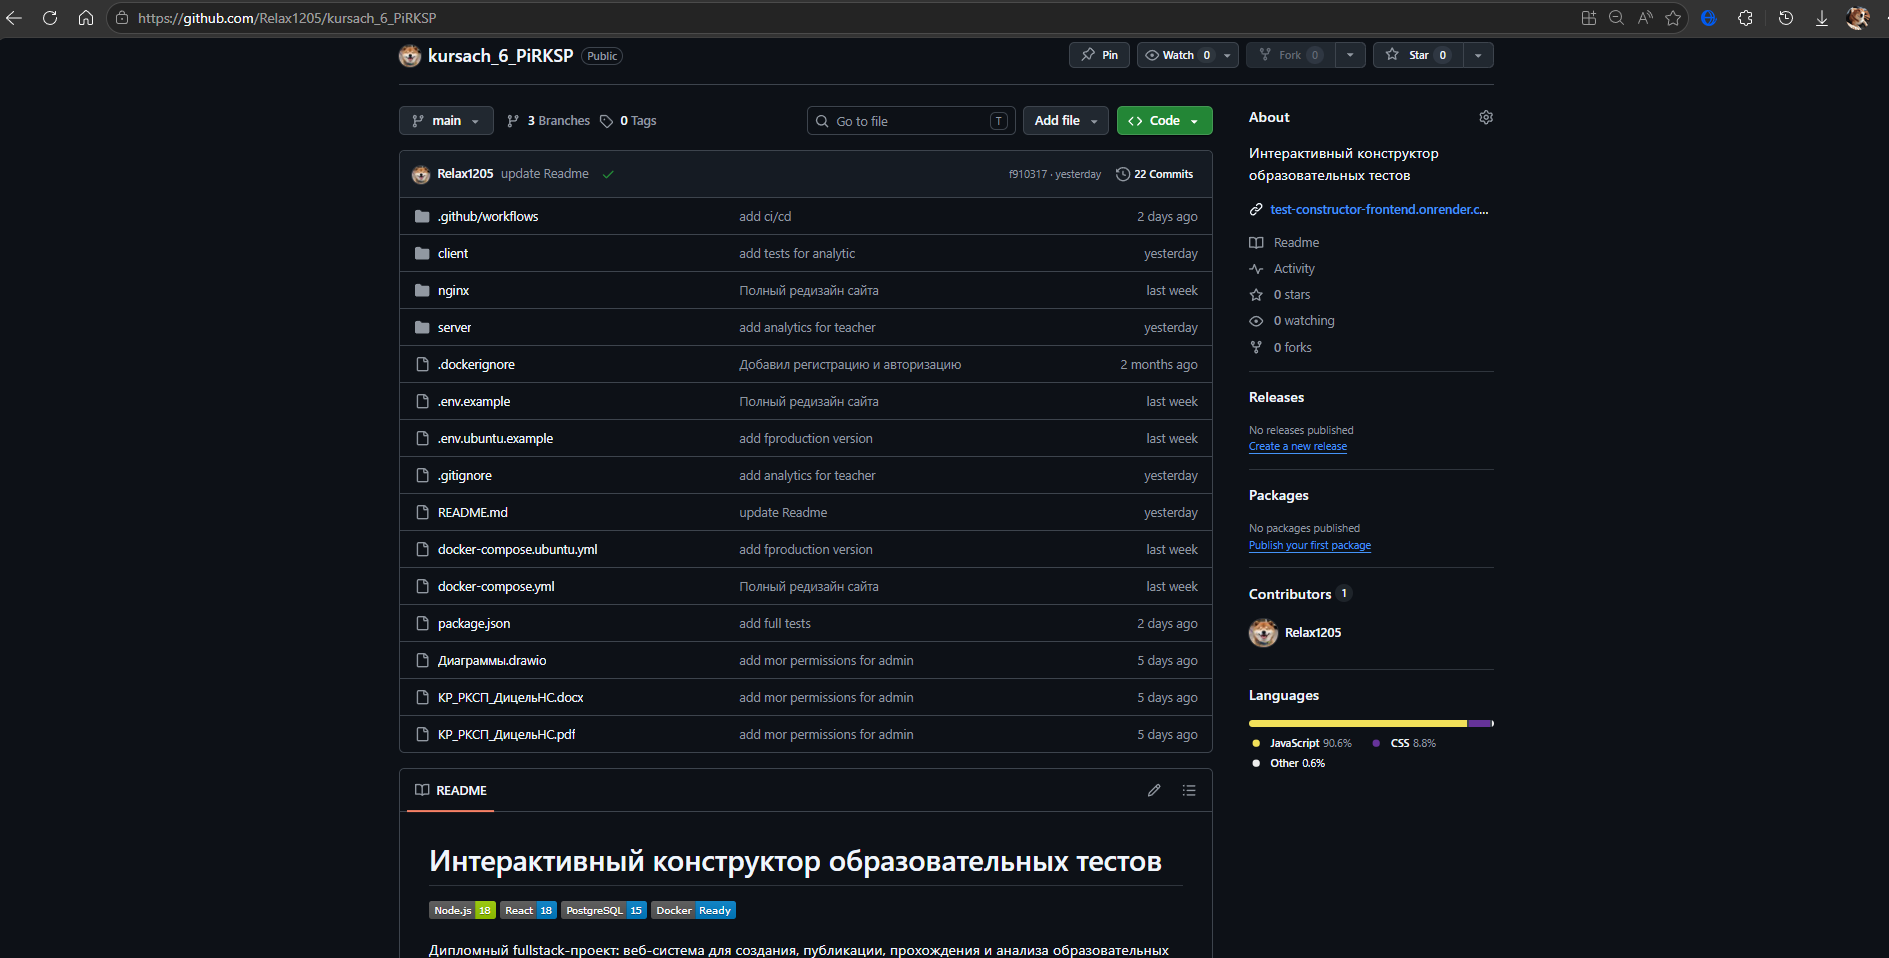 https://github.com/Relax1205/kursach_6_PiRKSP
kursach_6_PiRKSP Public
Pin
Watch 0
Fork 0
Star 0
main
3 Branches
0 Tags
Go to file T
Add file
Code
Relax1205 update Readme f910317 · yesterday 22 Commits
.github/workflows add ci/cd 2 days ago
client add tests for analytic yesterday
nginx Полный редизайн сайта last week
server add analytics for teacher yesterday
.dockerignore Добавил регистрацию и авторизацию 2 months ago
.env.example Полный редизайн сайта last week
.env.ubuntu.example add fproduction version last week
.gitignore add analytics for teacher yesterday
README.md update Readme yesterday
docker-compose.ubuntu.yml add fproduction version last week
docker-compose.yml Полный редизайн сайта last week
package.json add full tests 2 days ago
Диаграммы.drawio add mor permissions for admin 5 days ago
КР_РКСП_ДицельНС.docx add mor permissions for admin 5 days ago
КР_РКСП_ДицельНС.pdf add mor permissions for admin 5 days ago
README
Интерактивный конструктор образовательных тестов
Node.js 18 React 18 PostgreSQL 15 Docker Ready
Дипломный fullstack-проект: веб-система для создания, публикации, прохождения и анализа образовательных
About
Интерактивный конструктор
образовательных тестов
test-constructor-frontend.onrender.c...
Readme
Activity
0 stars
0 watching
0 forks
Releases
No releases published
Create a new release
Packages
No packages published
Publish your first package
Contributors 1
Relax1205
Languages
JavaScript 90.6% CSS 8.8%
Other 0.6%